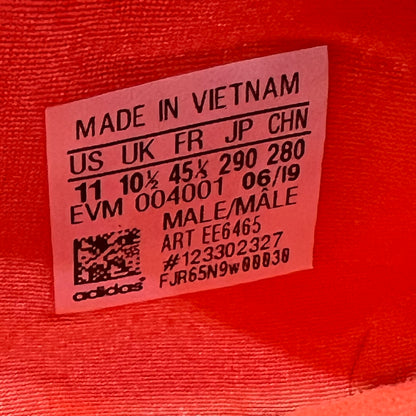 MADE IN VIETNAM
US UK FR JP CHN
11 10½ 45⅓ 290 280
EVM 004001 06/19
MALE/MÂLE
ART EE6465
#123302327
FJR65N9w00030
adidas